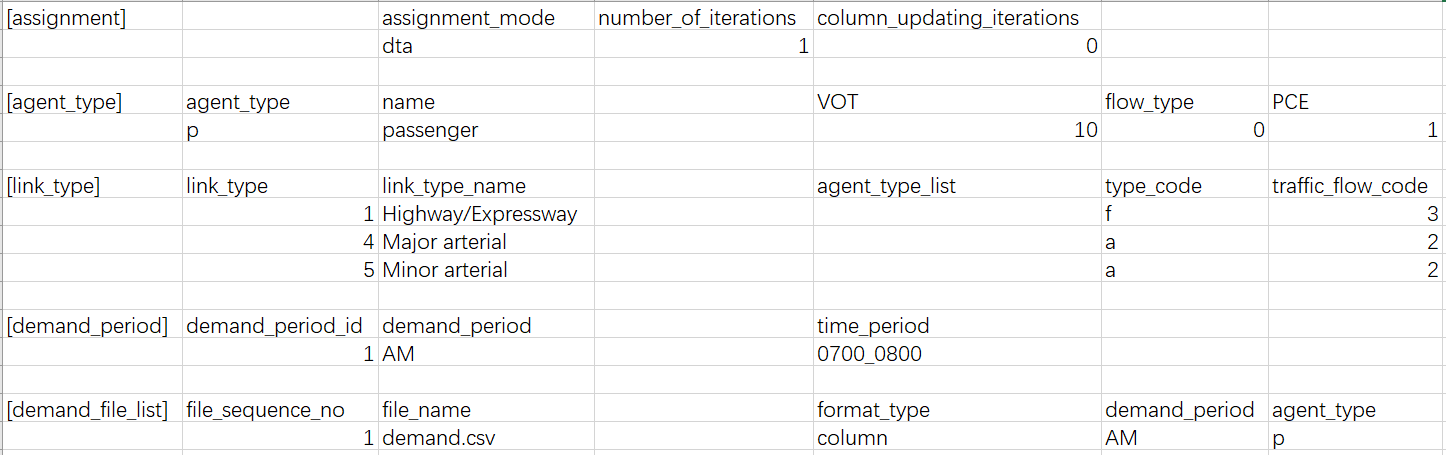 [assignment] assignment_mode number_of_iterations column_updating_iterations
dta 1 0
[agent_type] agent_type name VOT flow_type PCE
p passenger 10 0 1
[link_type] link_type link_type_name agent_type_list type_code traffic_flow_code
1 Highway/Expressway f 3
4 Major arterial a 2
5 Minor arterial a 2
[demand_period] demand_period_id demand_period time_period
1 AM 0700_0800
[demand_file_list] file_sequence_no file_name format_type demand_period agent_type
1 demand.csv column AM p